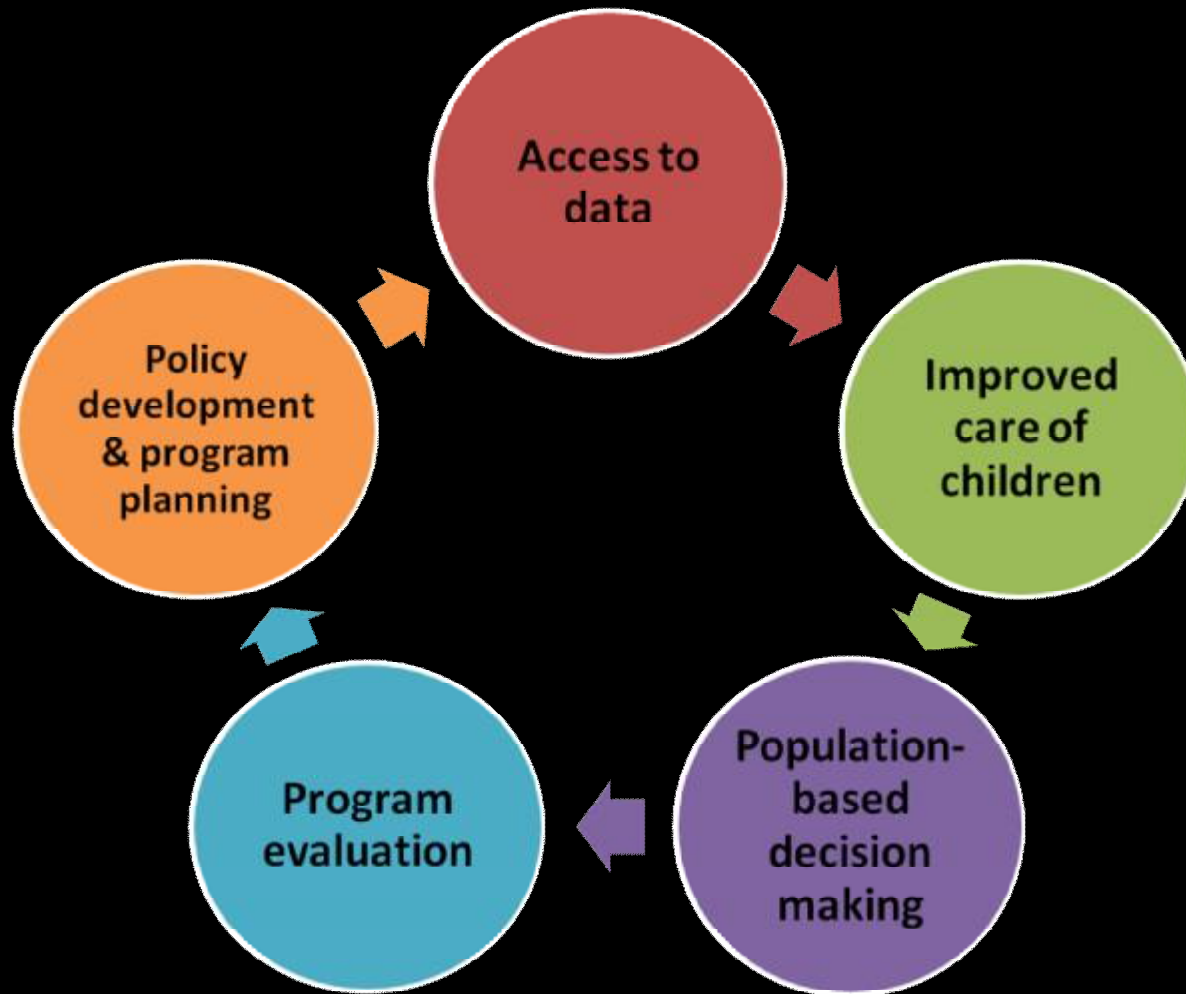 Access to
data
Improved
care of
children
Population-
based
decision
making
Program
evaluation
Policy
development
& program
planning